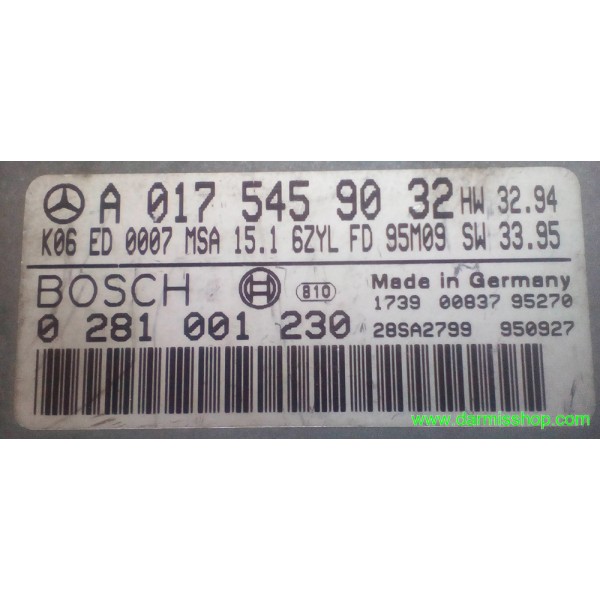 A 017 545 90 32 HW 32.94
K06 ED 0007 MSA 15.1 6ZYL FD 95M09 SW 33.95
BOSCH 810 Made in Germany
1739 00837 95270
0 281 001 230 28SA2799 950927
www.darmisshop.com